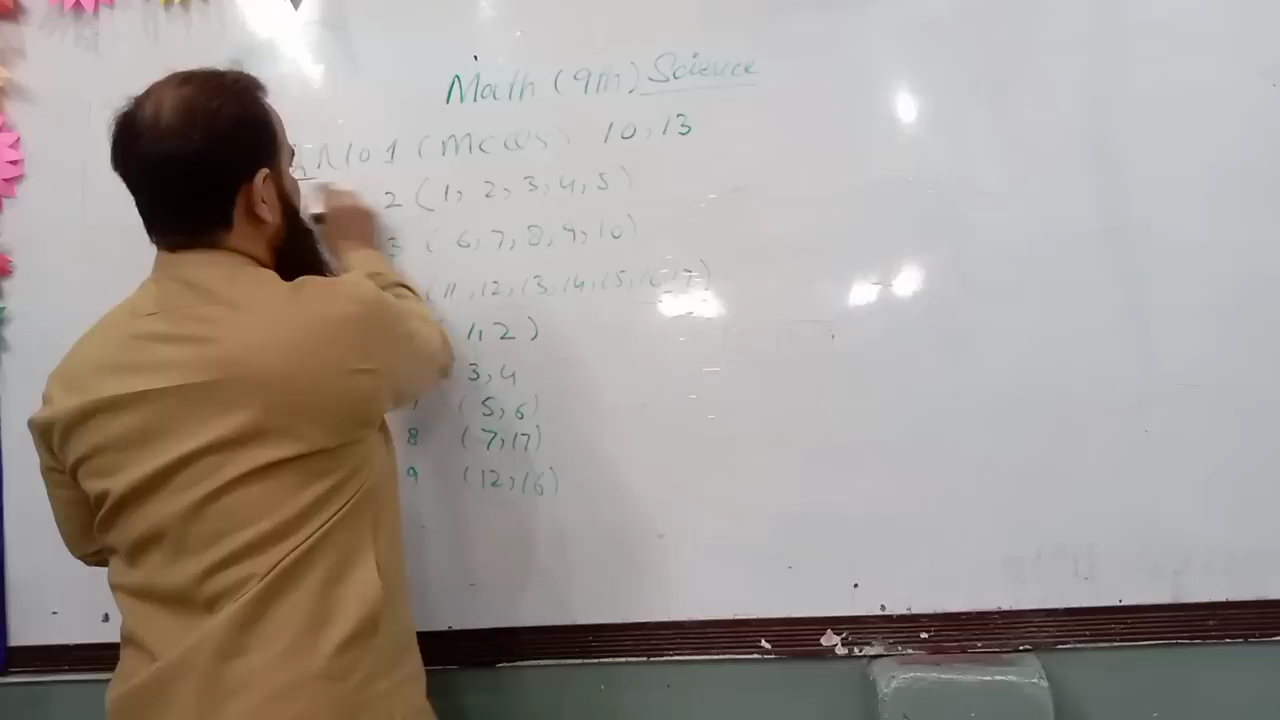 Math (9th) Science
No 1 (MCQs) 10,13
2 (1, 2, 3, 4, 5)
3 (6, 7, 8, 9, 10)
(11, 12, 13, 14, 15, 16, 17)
1, 2)
3, 4
(5, 6)
8 (7, 17)
9 (12, 16)